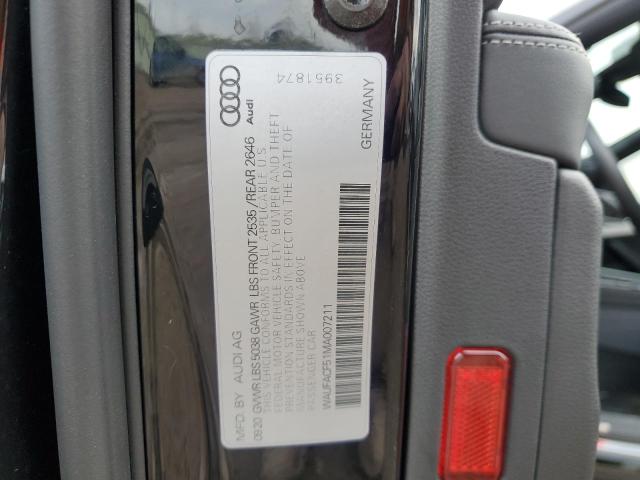 MFD. BY AUDI AG
09.20 GVWR LBS 5038 GAWR LBS FRONT 2535 /REAR 2646
THIS VEHICLE CONFORMS TO ALL APPLICABLE U.S.
FEDERAL MOTOR VEHICLE SAFETY, BUMPER AND THEFT
PREVENTION STANDARDS IN EFFECT ON THE DATE OF
MANUFACTURE SHOWN ABOVE
PASSENGER CAR
WAUFACF51MA007211
GERMANY
Audi
3951874